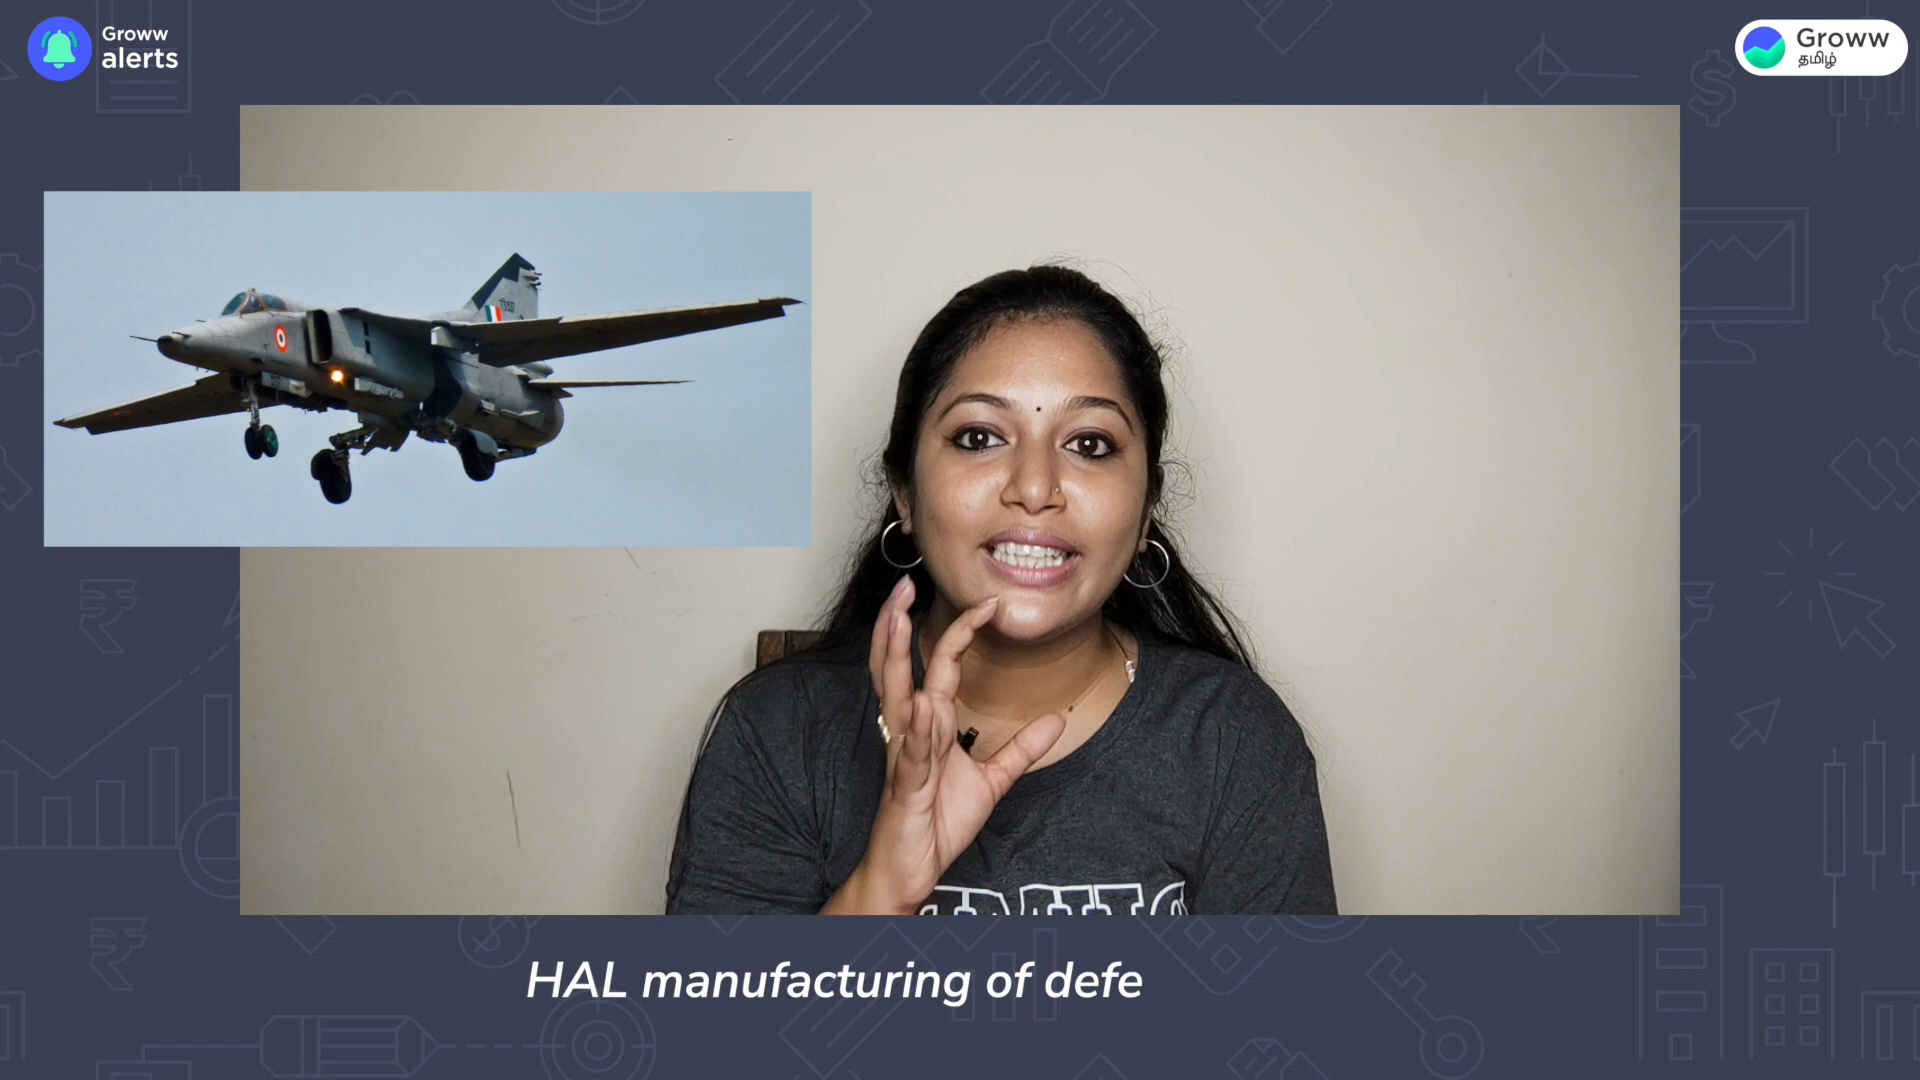 Groww
alerts
Groww
தமிழ்
HAL manufacturing of defe